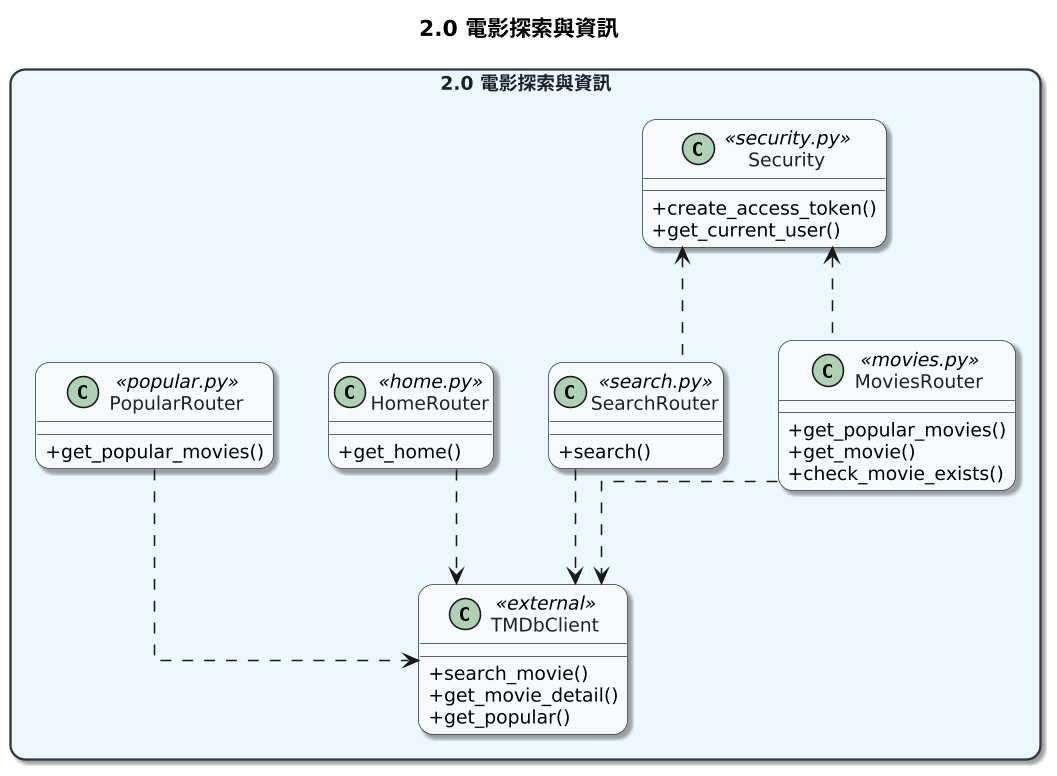 2.0 電影探索與資訊
2.0 電影探索與資訊
C
«security.py»
Security
+create_access_token()
+get_current_user()
C
«popular.py»
PopularRouter
+get_popular_movies()
C
«home.py»
HomeRouter
+get_home()
C
«search.py»
SearchRouter
+search()
C
«movies.py»
MoviesRouter
+get_popular_movies()
+get_movie()
+check_movie_exists()
C
«external»
TMDbClient
+search_movie()
+get_movie_detail()
+get_popular()